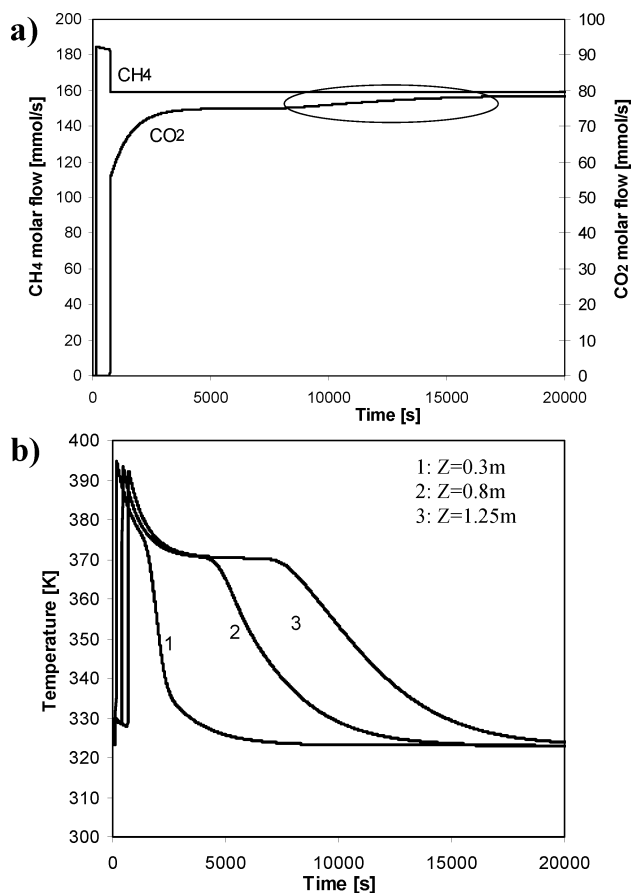 a)
200
180
160
140
120
100
80
60
40
20
0
CH4 molar flow [mmol/s]
CH4
CO2
100
90
80
70
60
50
40
30
20
10
0
CO2 molar flow [mmol/s]
0 5000 10000 15000 20000
Time [s]
b)
400
390
380
370
360
350
340
330
320
310
300
Temperature [K]
1: Z=0.3m
2: Z=0.8m
3: Z=1.25m
1
2
3
0 5000 10000 15000 20000
Time [s]